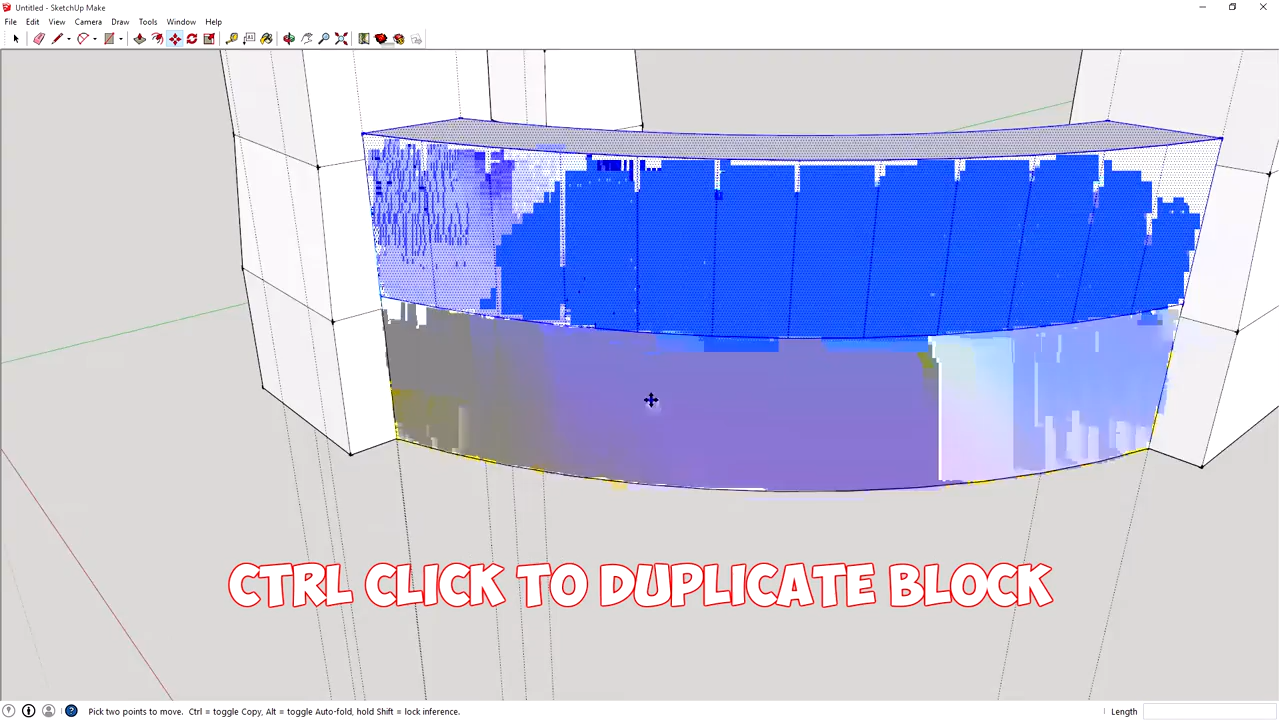 Untitled - SketchUp Make
File Edit View Camera Draw Tools Window Help
CTRL CLICK TO DUPLICATE BLOCK
Pick two points to move. Ctrl = toggle Copy, Alt = toggle Auto-fold, hold Shift = lock inference.
Length